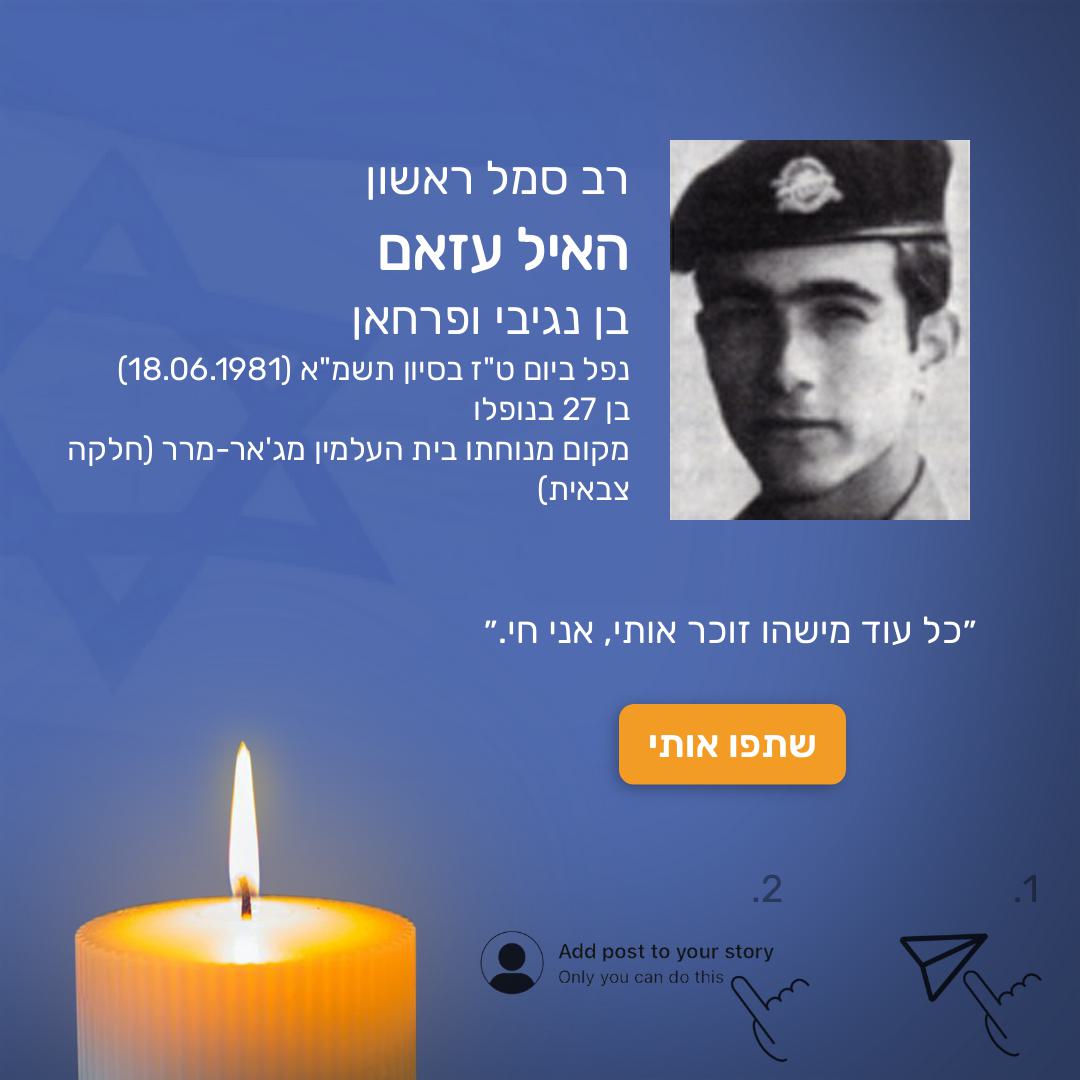 רב סמל ראשון
האיל עזאם
בן נגיבי ופרחאן
נפל ביום ט"ז בסיון תשמ"א (18.06.1981)
בן 27 בנופלו
מקום מנוחתו בית העלמין מג'אר-מרר (חלקה
צבאית)
״כל עוד מישהו זוכר אותי, אני חי.״
שתפו אותי
1.
2.
Add post to your story
Only you can do this